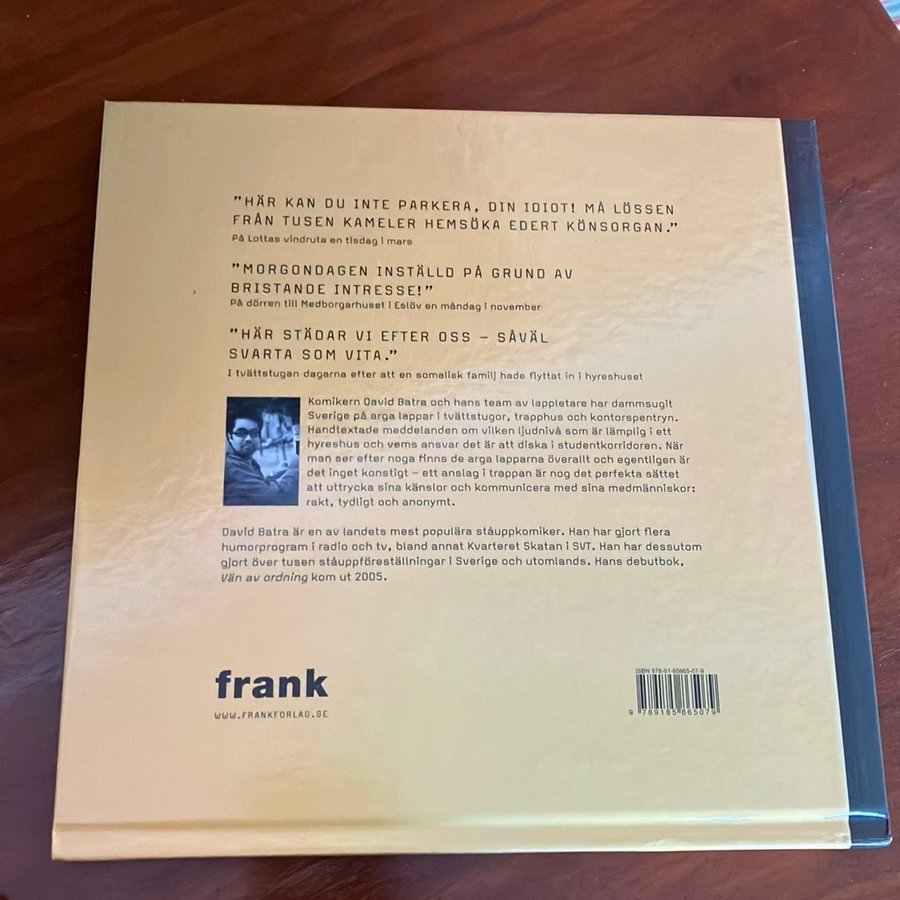 ”HÄR KAN DU INTE PARKERA, DIN IDIOT! MÅ LÖSSEN
FRÅN TUSEN KAMELER HEMSÖKA EDERT KÖNSORGAN.”
På Lottas vindruta en tisdag i mars
”MORGONDAGEN INSTÄLLD PÅ GRUND AV
BRISTANDE INTRESSE!”
På dörren till Medborgarhuset i Eslöv en måndag i november
”HÄR STÄDAR VI EFTER OSS – SÅVÄL
SVARTA SOM VITA.”
I tvättstugan dagarna efter att en somalisk familj hade flyttat in i hyreshuset
Komikern David Batra och hans team av lappletare har dammsugit
Sverige på arga lappar i tvättstugor, trapphus och kontorspentryn.
Handtextade meddelanden om vilken ljudnivå som är lämplig i ett
hyreshus och vems ansvar det är att diska i studentkorridoren. När
man ser efter noga finns de arga lapparna överallt och egentligen är
det inget konstigt – ett anslag i trappan är nog det perfekta sättet
att uttrycka sina känslor och kommunicera med sina medmänniskor:
rakt, tydligt och anonymt.
David Batra är en av landets mest populära ståuppkomiker. Han har gjort flera
humorprogram i radio och tv, bland annat Kvarteret Skatan i SVT. Han har dessutom
gjort över tusen ståuppföreställningar i Sverige och utomlands. Hans debutbok,
Vän av ordning kom ut 2005.
frank
WWW.FRANKFORLAG.SE
ISBN 978-91-85865-07-9
9 789185 865079